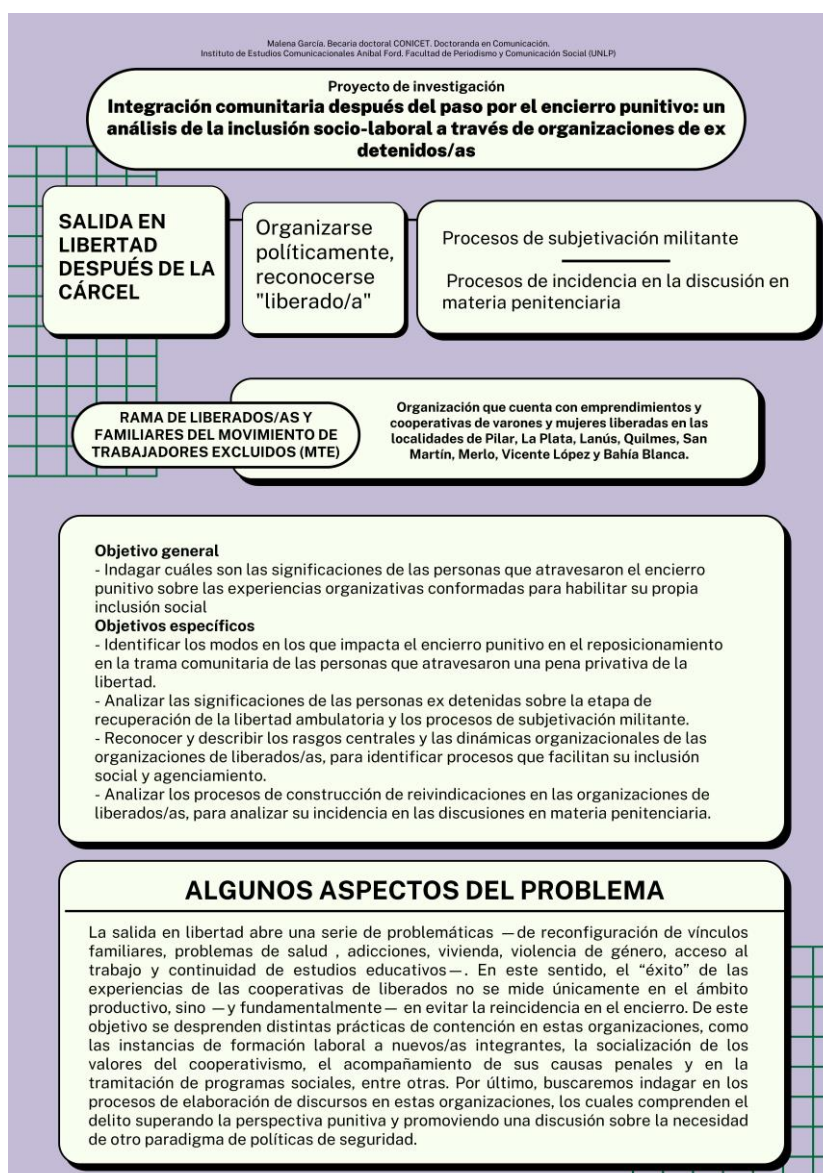 Malena García. Becaria doctoral CONICET. Doctoranda en Comunicación.
Instituto de Estudios Comunicacionales Aníbal Ford. Facultad de Periodismo y Comunicación Social (UNLP)
Proyecto de investigación
Integración comunitaria después del paso por el encierro punitivo: un
análisis de la inclusión socio-laboral a través de organizaciones de ex
detenidos/as
SALIDA EN
LIBERTAD
DESPUÉS DE LA
CÁRCEL
Organizarse
políticamente,
reconocerse
"liberado/a"
Procesos de subjetivación militante
Procesos de incidencia en la discusión en
materia penitenciaria
RAMA DE LIBERADOS/AS Y
FAMILIARES DEL MOVIMIENTO DE
TRABAJADORES EXCLUIDOS (MTE)
Organización que cuenta con emprendimientos y
cooperativas de varones y mujeres liberadas en las
localidades de Pilar, La Plata, Lanús, Quilmes, San
Martín, Merlo, Vicente López y Bahía Blanca.
Objetivo general
- Indagar cuáles son las significaciones de las personas que atravesaron el encierro
punitivo sobre las experiencias organizativas conformadas para habilitar su propia
inclusión social
Objetivos específicos
- Identificar los modos en los que impacta el encierro punitivo en el reposicionamiento
en la trama comunitaria de las personas que atravesaron una pena privativa de la
libertad.
- Analizar las significaciones de las personas ex detenidas sobre la etapa de
recuperación de la libertad ambulatoria y los procesos de subjetivación militante.
- Reconocer y describir los rasgos centrales y las dinámicas organizacionales de las
organizaciones de liberados/as, para identificar procesos que facilitan su inclusión
social y agenciamiento.
- Analizar los procesos de construcción de reivindicaciones en las organizaciones de
liberados/as, para analizar su incidencia en las discusiones en materia penitenciaria.
ALGUNOS ASPECTOS DEL PROBLEMA
La salida en libertad abre una serie de problemáticas —de reconfiguración de vínculos
familiares, problemas de salud , adicciones, vivienda, violencia de género, acceso al
trabajo y continuidad de estudios educativos—. En este sentido, el “éxito” de las
experiencias de las cooperativas de liberados no se mide únicamente en el ámbito
productivo, sino —y fundamentalmente— en evitar la reincidencia en el encierro. De este
objetivo se desprenden distintas prácticas de contención en estas organizaciones, como
las instancias de formación laboral a nuevos/as integrantes, la socialización de los
valores del cooperativismo, el acompañamiento de sus causas penales y en la
tramitación de programas sociales, entre otras. Por último, buscaremos indagar en los
procesos de elaboración de discursos en estas organizaciones, los cuales comprenden el
delito superando la perspectiva punitiva y promoviendo una discusión sobre la necesidad
de otro paradigma de políticas de seguridad.